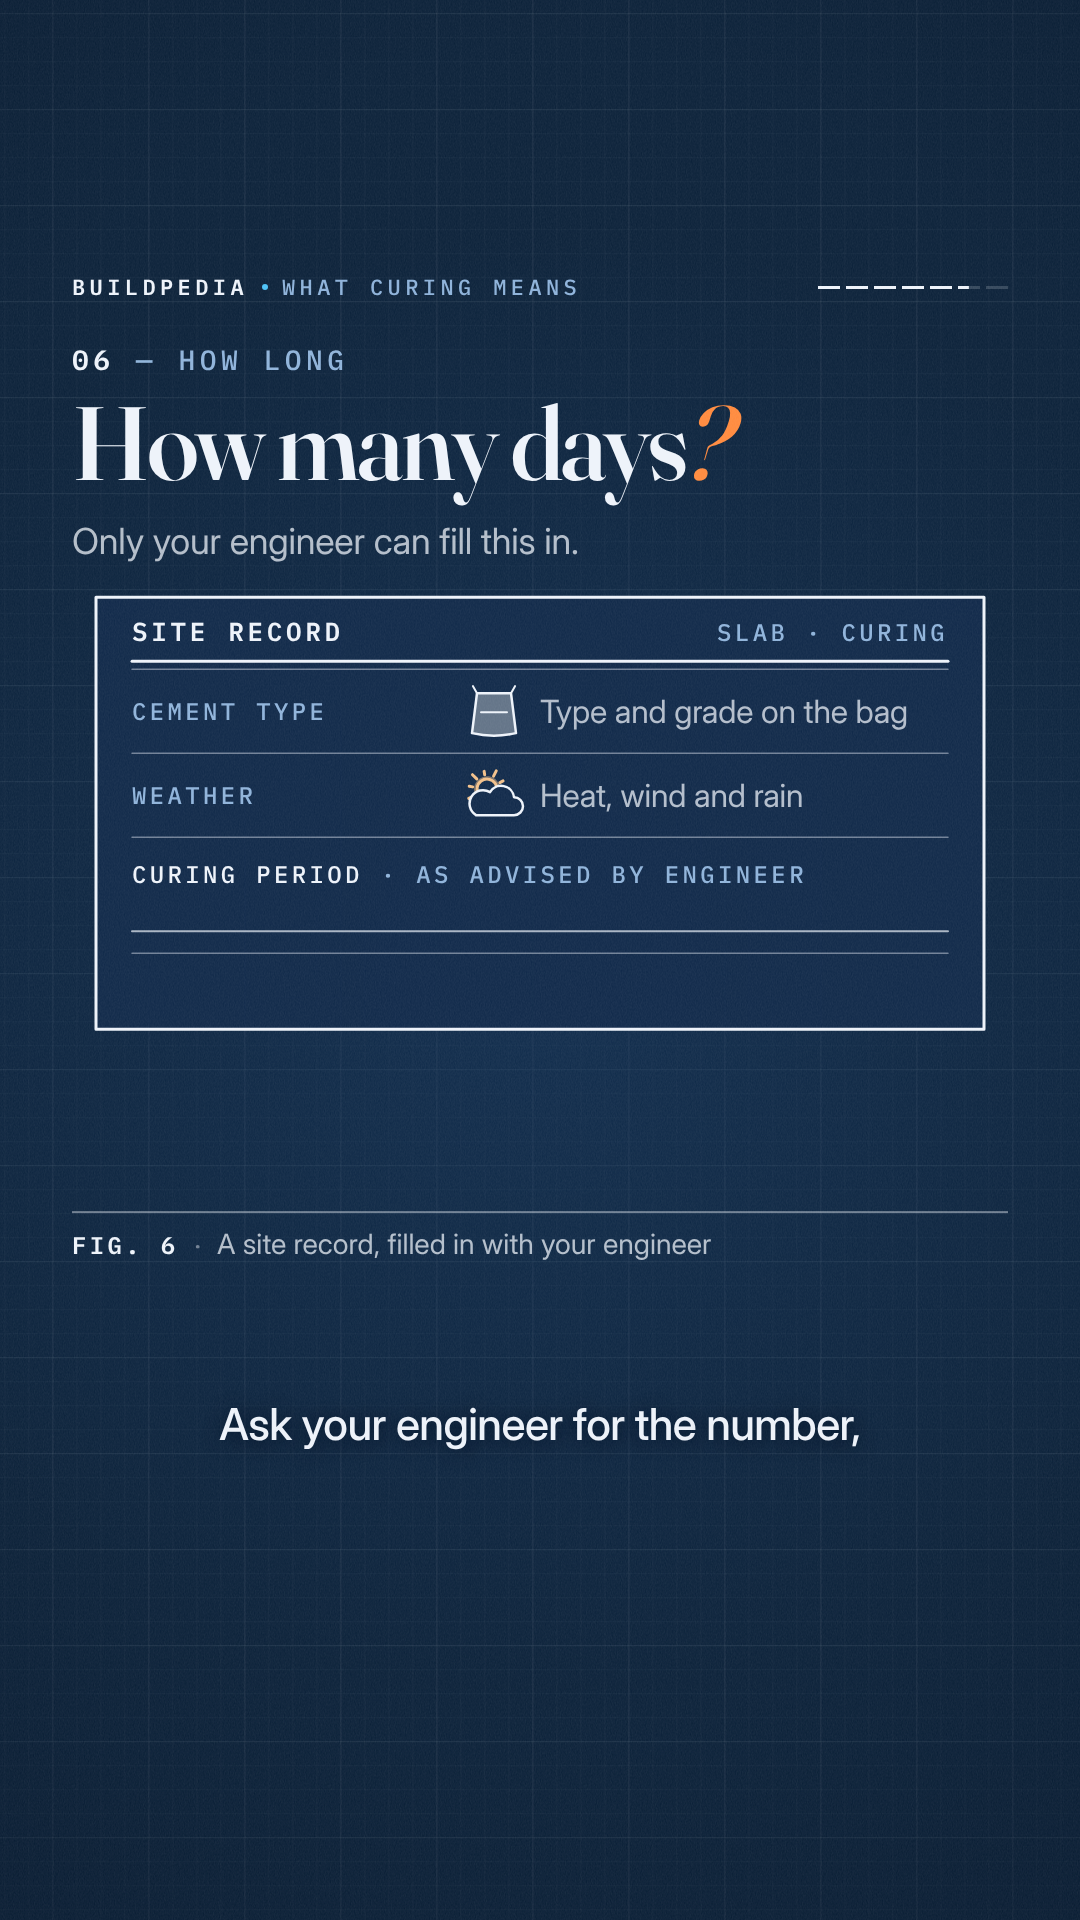 BUILDPEDIA • WHAT CURING MEANS
06 — HOW LONG
How many days?
Only your engineer can fill this in.
SITE RECORD SLAB · CURING
CEMENT TYPE Type and grade on the bag
WEATHER Heat, wind and rain
CURING PERIOD · AS ADVISED BY ENGINEER
FIG. 6 · A site record, filled in with your engineer
Ask your engineer for the number,